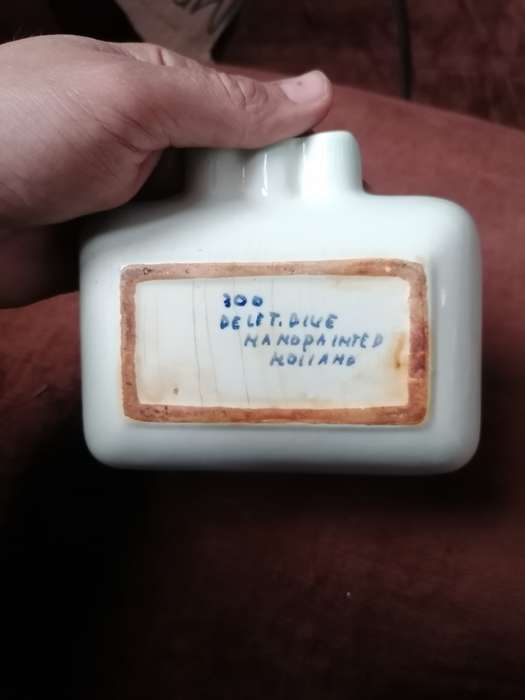 300
DELFT. BLUE
HANDPAINTED
HOLLAND